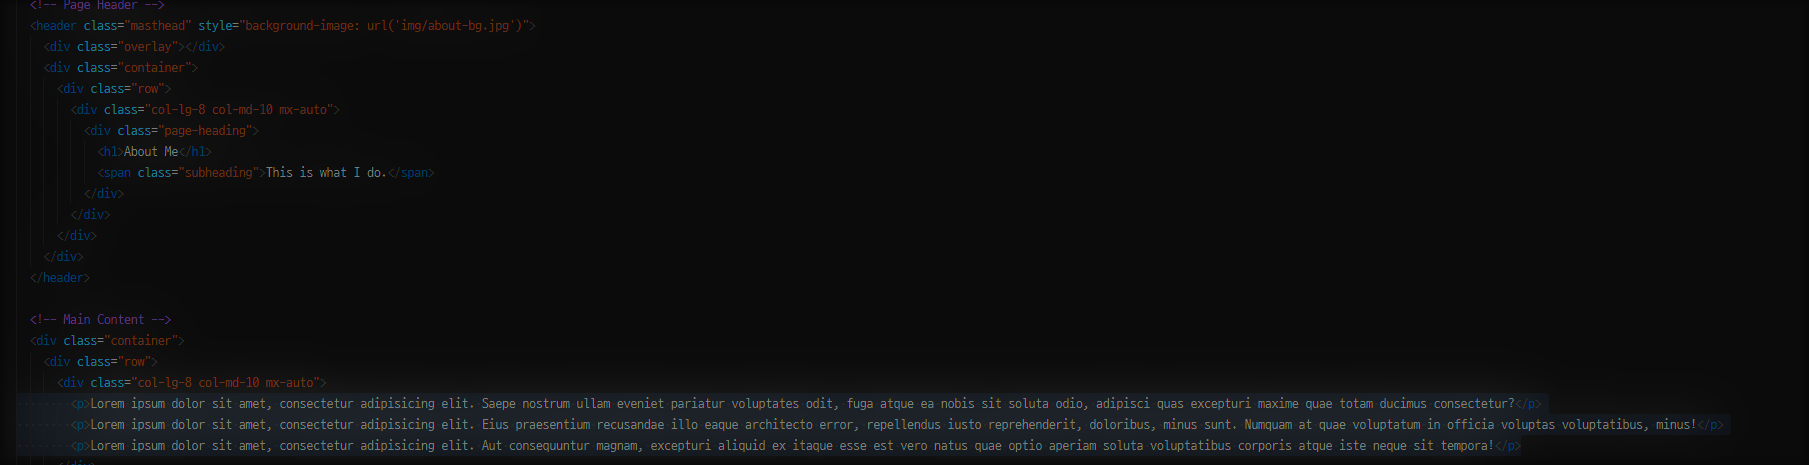 <!-- Page Header -->
<header class="masthead" style="background-image: url('img/about-bg.jpg')">
<div class="overlay"></div>
<div class="container">
<div class="row">
<div class="col-lg-8 col-md-10 mx-auto">
<div class="page-heading">
<h1>About Me</h1>
<span class="subheading">This is what I do.</span>
</div>
</div>
</div>
</div>
</header>
<!-- Main Content -->
<div class="container">
<div class="row">
<div class="col-lg-8 col-md-10 mx-auto">
<p>Lorem ipsum dolor sit amet, consectetur adipisicing elit. Saepe nostrum ullam eveniet pariatur voluptates odit, fuga atque ea nobis sit soluta odio, adipisci quas excepturi maxime quae totam ducimus consectetur?</p>
<p>Lorem ipsum dolor sit amet, consectetur adipisicing elit. Eius praesentium recusandae illo eaque architecto error, repellendus iusto reprehenderit, doloribus, minus sunt. Numquam at quae voluptatum in officia voluptas voluptatibus, minus!</p>
<p>Lorem ipsum dolor sit amet, consectetur adipisicing elit. Aut consequuntur magnam, excepturi aliquid ex itaque esse est vero natus quae optio aperiam soluta voluptatibus corporis atque iste neque sit tempora!</p>
</div>